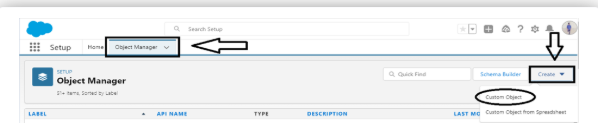 Search Setup
Setup Home Object Manager
SETUP
Object Manager
51+ Items, Sorted by Label
Quick Find
Schema Builder
Create
Custom Object
Custom Object from Spreadsheet
LABEL API NAME TYPE DESCRIPTION LAST MO